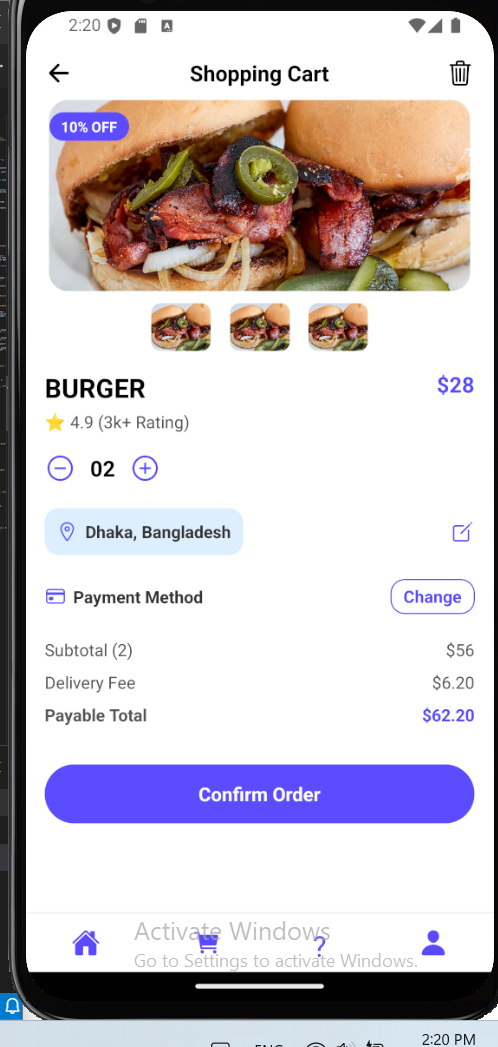 2:20
Shopping Cart
10% OFF
BURGER
$28
4.9 (3k+ Rating)
02
Dhaka, Bangladesh
Payment Method
Change
Subtotal (2)
$56
Delivery Fee
$6.20
Payable Total
$62.20
Confirm Order
Activate Windows
?
Go to Settings to activate Windows.
2:20 PM